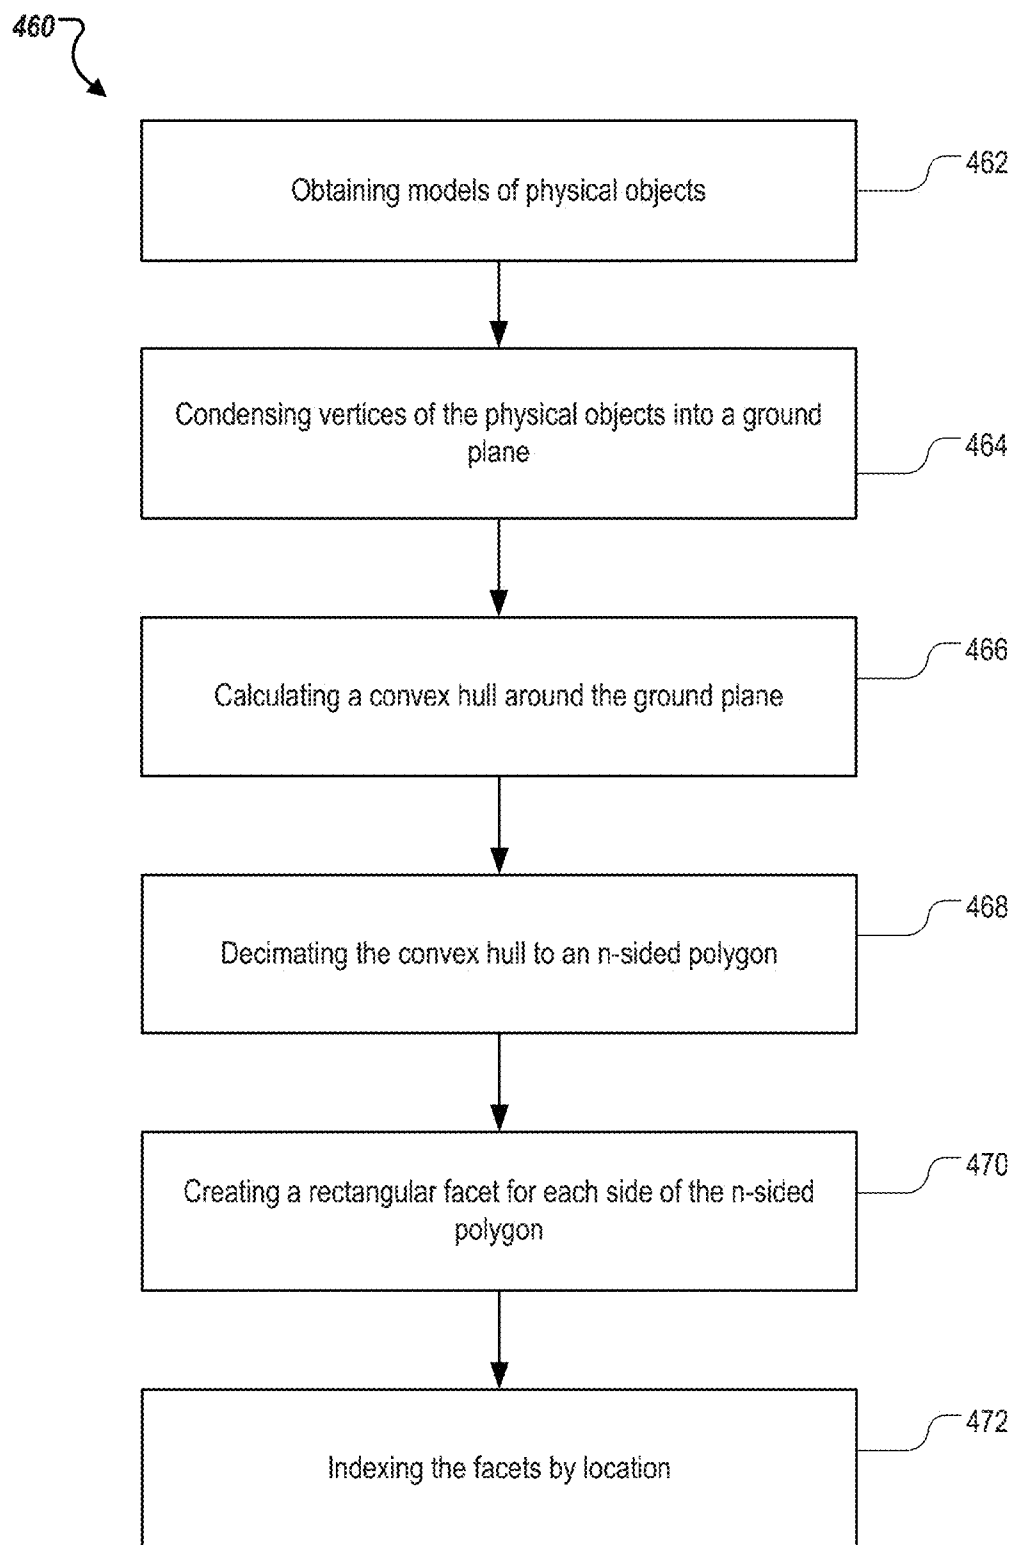 460
Obtaining models of physical objects
462
Condensing vertices of the physical objects into a ground
plane
464
Calculating a convex hull around the ground plane
466
Decimating the convex hull to an n-sided polygon
468
Creating a rectangular facet for each side of the n-sided
polygon
470
Indexing the facets by location
472